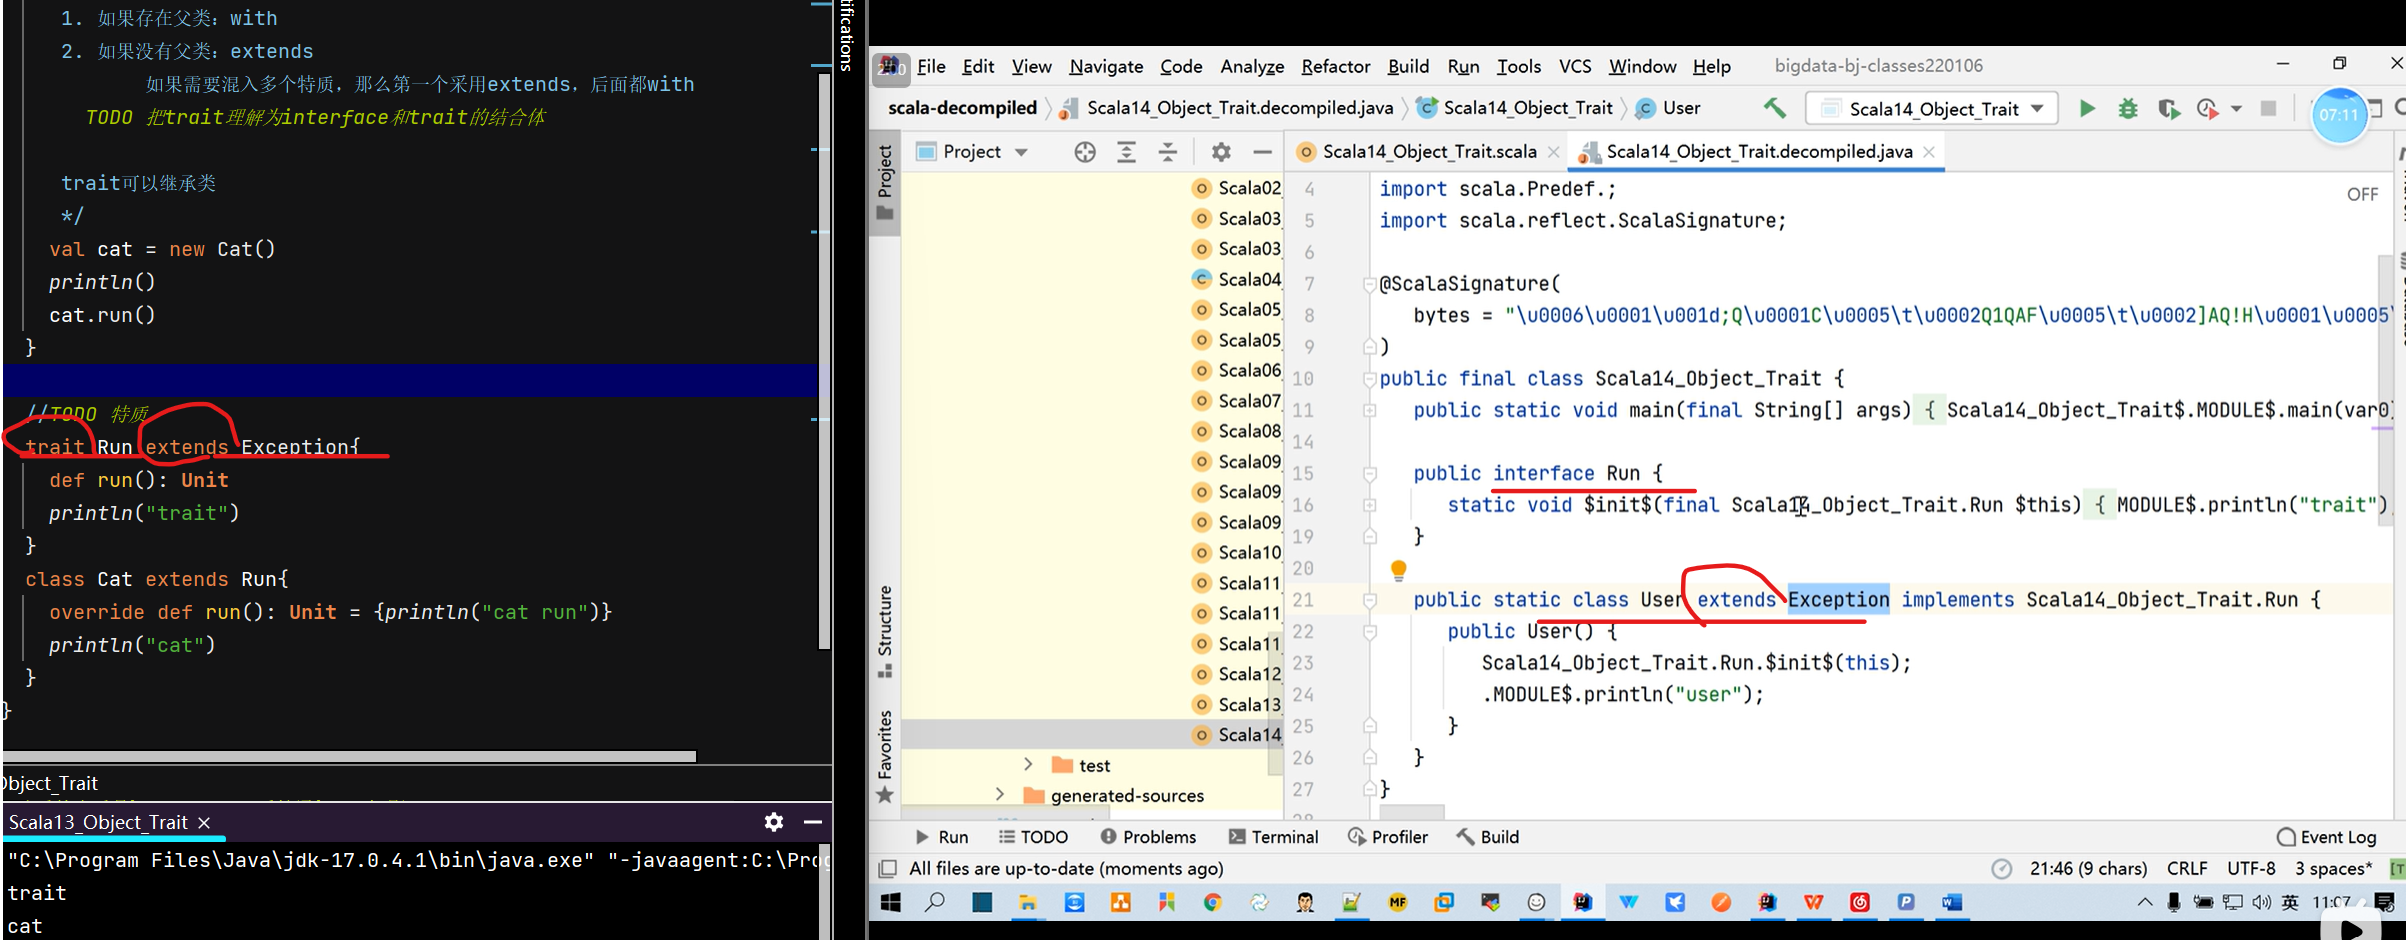 1. 如果存在父类：with
2. 如果没有父类：extends
如果需要混入多个特质，那么第一个采用extends，后面都with
TODO 把trait理解为interface和trait的结合体
trait可以继承类
*/
val cat = new Cat()
println()
cat.run()
}
//TODO 特质
trait Run extends Exception{
def run(): Unit
println("trait")
}
class Cat extends Run{
override def run(): Unit = {println("cat run")}
println("cat")
}
}
Object_Trait
Scala13_Object_Trait
"C:\Program Files\Java\jdk-17.0.4.1\bin\java.exe" "-javaagent:C:\Pro
trait
cat
tifications
File Edit View Navigate Code Analyze Refactor Build Run Tools VCS Window Help bigdata-bj-classes220106
scala-decompiled Scala14_Object_Trait.decompiled.java Scala14_Object_Trait User Scala14_Object_Trait
07:11
Project
Project
Scala14_Object_Trait.scala Scala14_Object_Trait.decompiled.java
OFF
Scala02
Scala03
Scala03
Scala04
Scala05
Scala05
Scala06
Scala07
Scala08
Scala09
Scala09
Scala09
Scala10
Scala11
Scala11
Scala11
Scala12
Scala13
Scala14
test
generated-sources
Structure
Favorites
4 import scala.Predef.;
5 import scala.reflect.ScalaSignature;
6
7 @ScalaSignature(
8 bytes = "\u0006\u0001\u001d;Q\u0001C\u0005\t\u0002Q1QAF\u0005\t\u0002]AQ!H\u0001\u0005\
9 )
10 public final class Scala14_Object_Trait {
11 public static void main(final String[] args) { Scala14_Object_Trait$.MODULE$.main(var0
14
15 public interface Run {
16 static void $init$(final Scala14_Object_Trait.Run $this) { MODULE$.println("trait")
19 }
20
21 public static class User extends Exception implements Scala14_Object_Trait.Run {
22 public User() {
23 Scala14_Object_Trait.Run.$init$(this);
24 .MODULE$.println("user");
25 }
26 }
27 }
Run TODO Problems Terminal Profiler Build Event Log
All files are up-to-date (moments ago) 21:46 (9 chars) CRLF UTF-8 3 spaces*
英 11:07